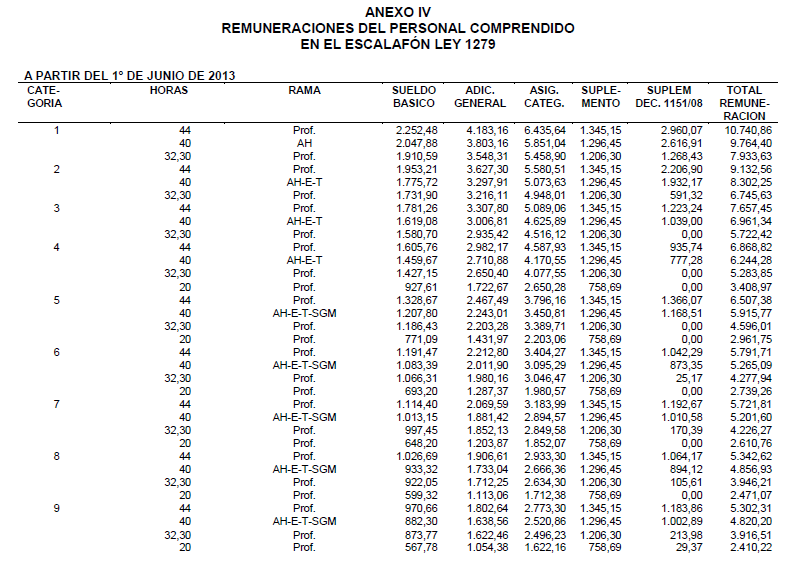 ANEXO IV
REMUNERACIONES DEL PERSONAL COMPRENDIDO
EN EL ESCALAFÓN LEY 1279
A PARTIR DEL 1° DE JUNIO DE 2013
CATE- HORAS RAMA SUELDO ADIC. ASIG. SUPLE- SUPLEM TOTAL
GORIA BASICO GENERAL CATEG. MENTO DEC. 1151/08 REMUNE-
RACION
1 44 Prof. 2.252,48 4.183,16 6.435,64 1.345,15 2.960,07 10.740,86
40 AH 2.047,88 3.803,16 5.851,04 1.296,45 2.616,91 9.764,40
32,30 Prof. 1.910,59 3.548,31 5.458,90 1.206,30 1.268,43 7.933,63
2 44 Prof. 1.953,21 3.627,30 5.580,51 1.345,15 2.206,90 9.132,56
40 AH-E-T 1.775,72 3.297,91 5.073,63 1.296,45 1.932,17 8.302,25
32,30 Prof. 1.731,90 3.216,11 4.948,01 1.206,30 591,32 6.745,63
3 44 Prof. 1.781,26 3.307,80 5.089,06 1.345,15 1.223,24 7.657,45
40 AH-E-T 1.619,08 3.006,81 4.625,89 1.296,45 1.039,00 6.961,34
32,30 Prof. 1.580,70 2.935,42 4.516,12 1.206,30 0,00 5.722,42
4 44 Prof. 1.605,76 2.982,17 4.587,93 1.345,15 935,74 6.868,82
40 AH-E-T 1.459,67 2.710,88 4.170,55 1.296,45 777,28 6.244,28
32,30 Prof. 1.427,15 2.650,40 4.077,55 1.206,30 0,00 5.283,85
20 Prof. 927,61 1.722,67 2.650,28 758,69 0,00 3.408,97
5 44 Prof. 1.328,67 2.467,49 3.796,16 1.345,15 1.366,07 6.507,38
40 AH-E-T-SGM 1.207,80 2.243,01 3.450,81 1.296,45 1.168,51 5.915,77
32,30 Prof. 1.186,43 2.203,28 3.389,71 1.206,30 0,00 4.596,01
20 Prof. 771,09 1.431,97 2.203,06 758,69 0,00 2.961,75
6 44 Prof. 1.191,47 2.212,80 3.404,27 1.345,15 1.042,29 5.791,71
40 AH-E-T-SGM 1.083,39 2.011,90 3.095,29 1.296,45 873,35 5.265,09
32,30 Prof. 1.066,31 1.980,16 3.046,47 1.206,30 25,17 4.277,94
20 Prof. 693,20 1.287,37 1.980,57 758,69 0,00 2.739,26
7 44 Prof. 1.114,40 2.069,59 3.183,99 1.345,15 1.192,67 5.721,81
40 AH-E-T-SGM 1.013,15 1.881,42 2.894,57 1.296,45 1.010,58 5.201,60
32,30 Prof. 997,45 1.852,13 2.849,58 1.206,30 170,39 4.226,27
20 Prof. 648,20 1.203,87 1.852,07 758,69 0,00 2.610,76
8 44 Prof. 1.026,69 1.906,61 2.933,30 1.345,15 1.064,17 5.342,62
40 AH-E-T-SGM 933,32 1.733,04 2.666,36 1.296,45 894,12 4.856,93
32,30 Prof. 922,05 1.712,25 2.634,30 1.206,30 105,61 3.946,21
20 Prof. 599,32 1.113,06 1.712,38 758,69 0,00 2.471,07
9 44 Prof. 970,66 1.802,64 2.773,30 1.345,15 1.183,86 5.302,31
40 AH-E-T-SGM 882,30 1.638,56 2.520,86 1.296,45 1.002,89 4.820,20
32,30 Prof. 873,77 1.622,46 2.496,23 1.206,30 213,98 3.916,51
20 Prof. 567,78 1.054,38 1.622,16 758,69 29,37 2.410,22